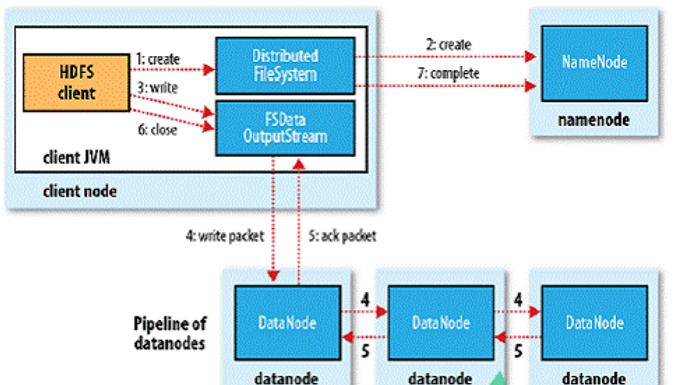 HDFS
client
1: create
3: write
6: close
Distributed
FileSystem
FSData
OutputStream
client JVM
client node
2: create
7: complete
NameNode
namenode
4: write packet
5: ack packet
Pipeline of
datanodes
DataNode
datanode
4
5
DataNode
datanode
4
5
DataNode
datanode